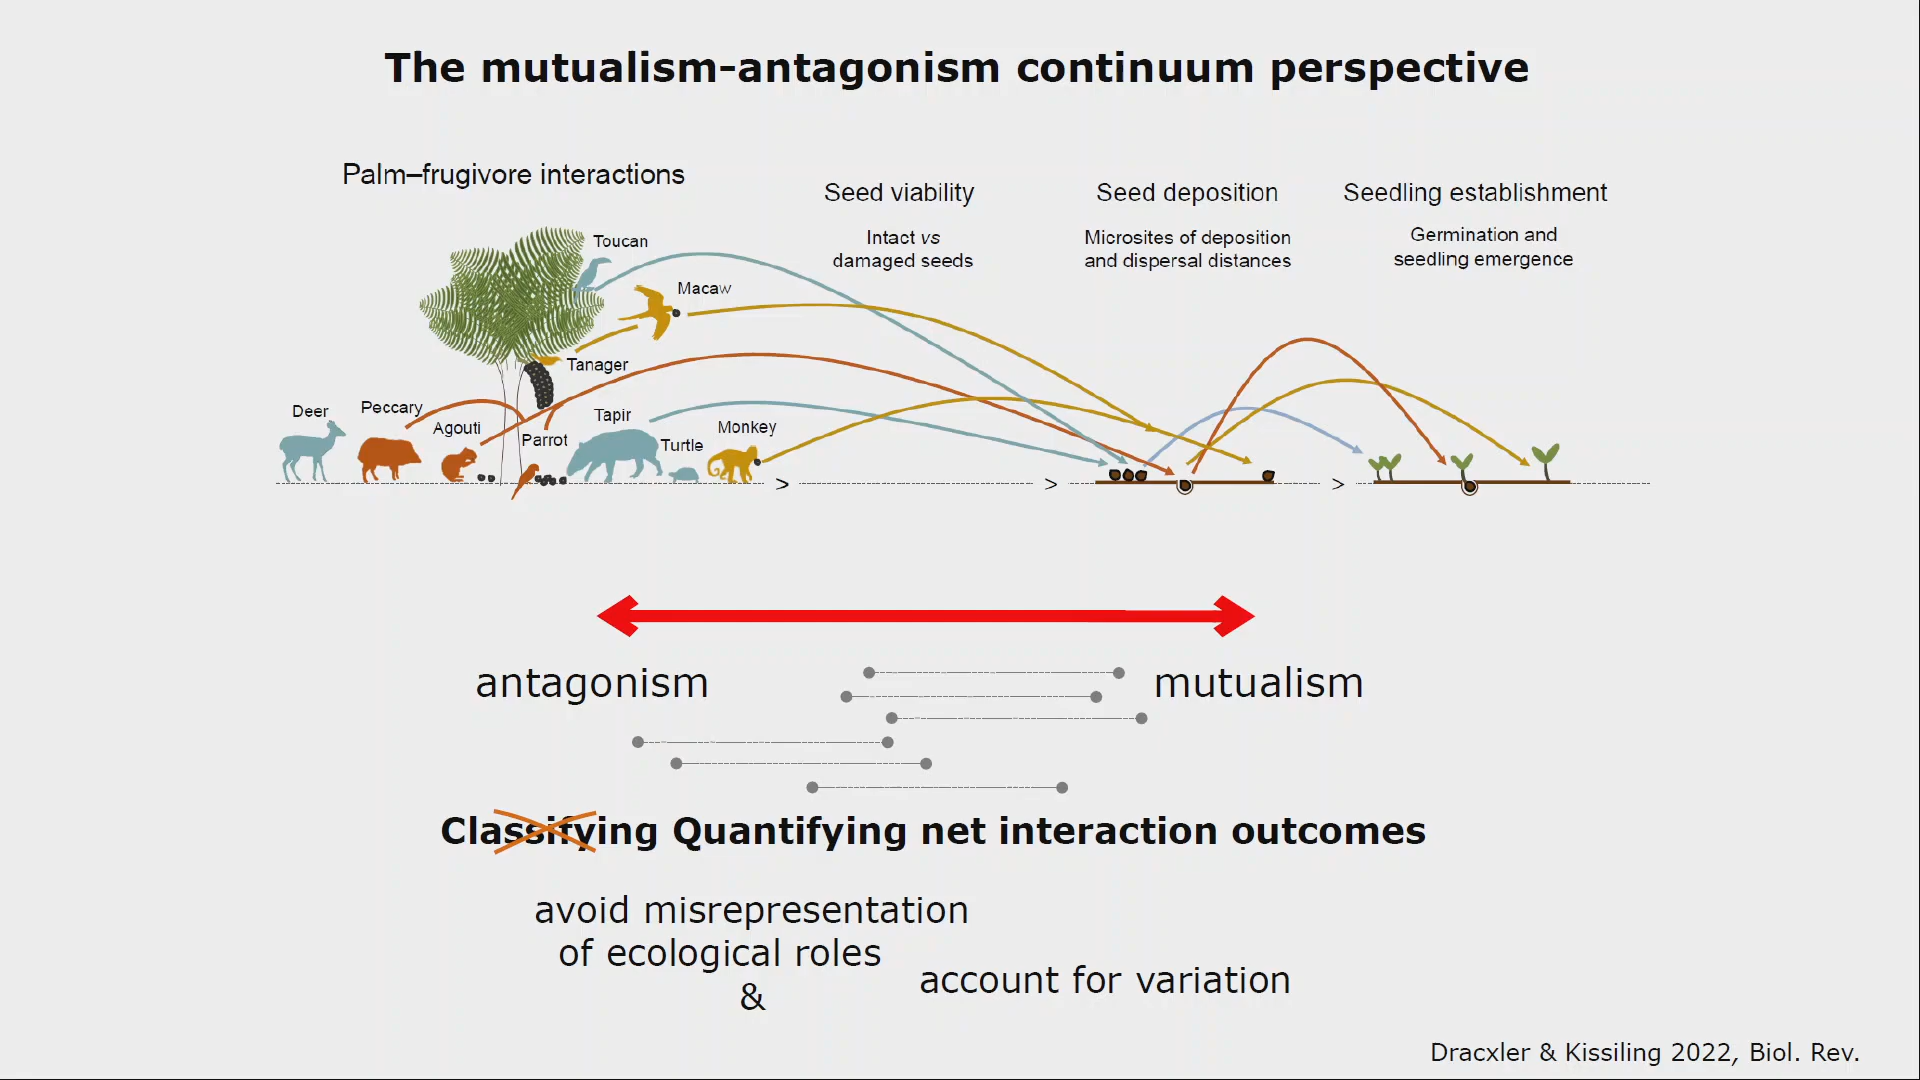 The mutualism-antagonism continuum perspective
Palm–frugivore interactions
Seed viability
Intact vs
damaged seeds
Seed deposition
Microsites of deposition
and dispersal distances
Seedling establishment
Germination and
seedling emergence
Toucan
Macaw
Tanager
Deer
Peccary
Agouti
Parrot
Tapir
Turtle
Monkey
>
>
>
antagonism
mutualism
Classifying Quantifying net interaction outcomes
avoid misrepresentation
of ecological roles
&
account for variation
Dracxler & Kissiling 2022, Biol. Rev.